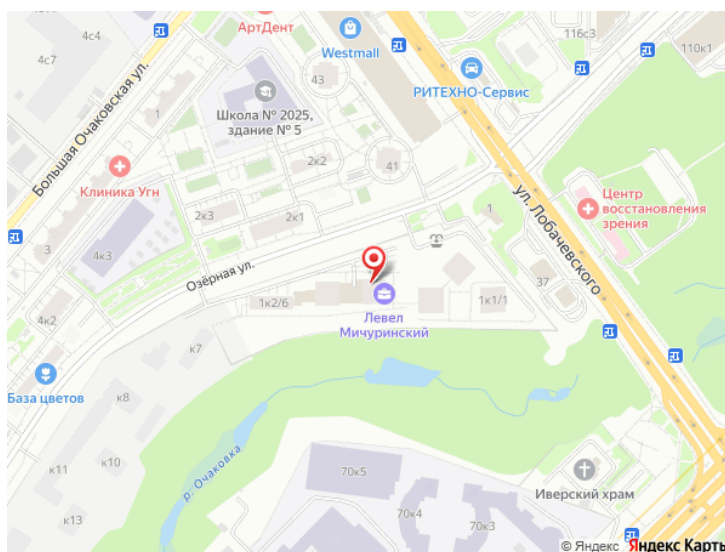 4с4
АртДент
116с3
110к1
4с7
Westmall
43
РИТЕХНО-Сервис
Большая Очаковская ул.
Школа № 2025,
здание № 5
1
2к2
41
Клиника Угн
ул. Лобачевского
Центр
восстановления
зрения
2к3
2к1
1
3
4к3
Озёрная ул.
37
1к2/6
1к1/1
Левел
Мичуринский
4к2
к7
База цветов
к8
р. Очаковка
к11
к10
70к5
Иверский храм
к13
70к4
70к3
© Яндекс Яндекс Карты